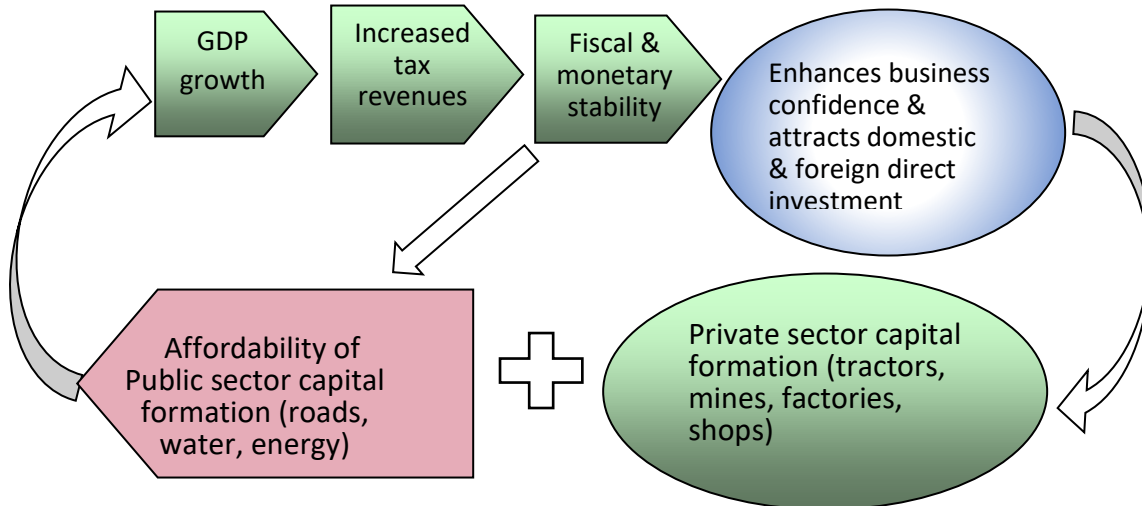 GDP
growth
Increased
tax
revenues
Fiscal &
monetary
stability
Enhances business
confidence &
attracts domestic
& foreign direct
investment
Affordability of
Public sector capital
formation (roads,
water, energy)
Private sector capital
formation (tractors,
mines, factories,
shops)